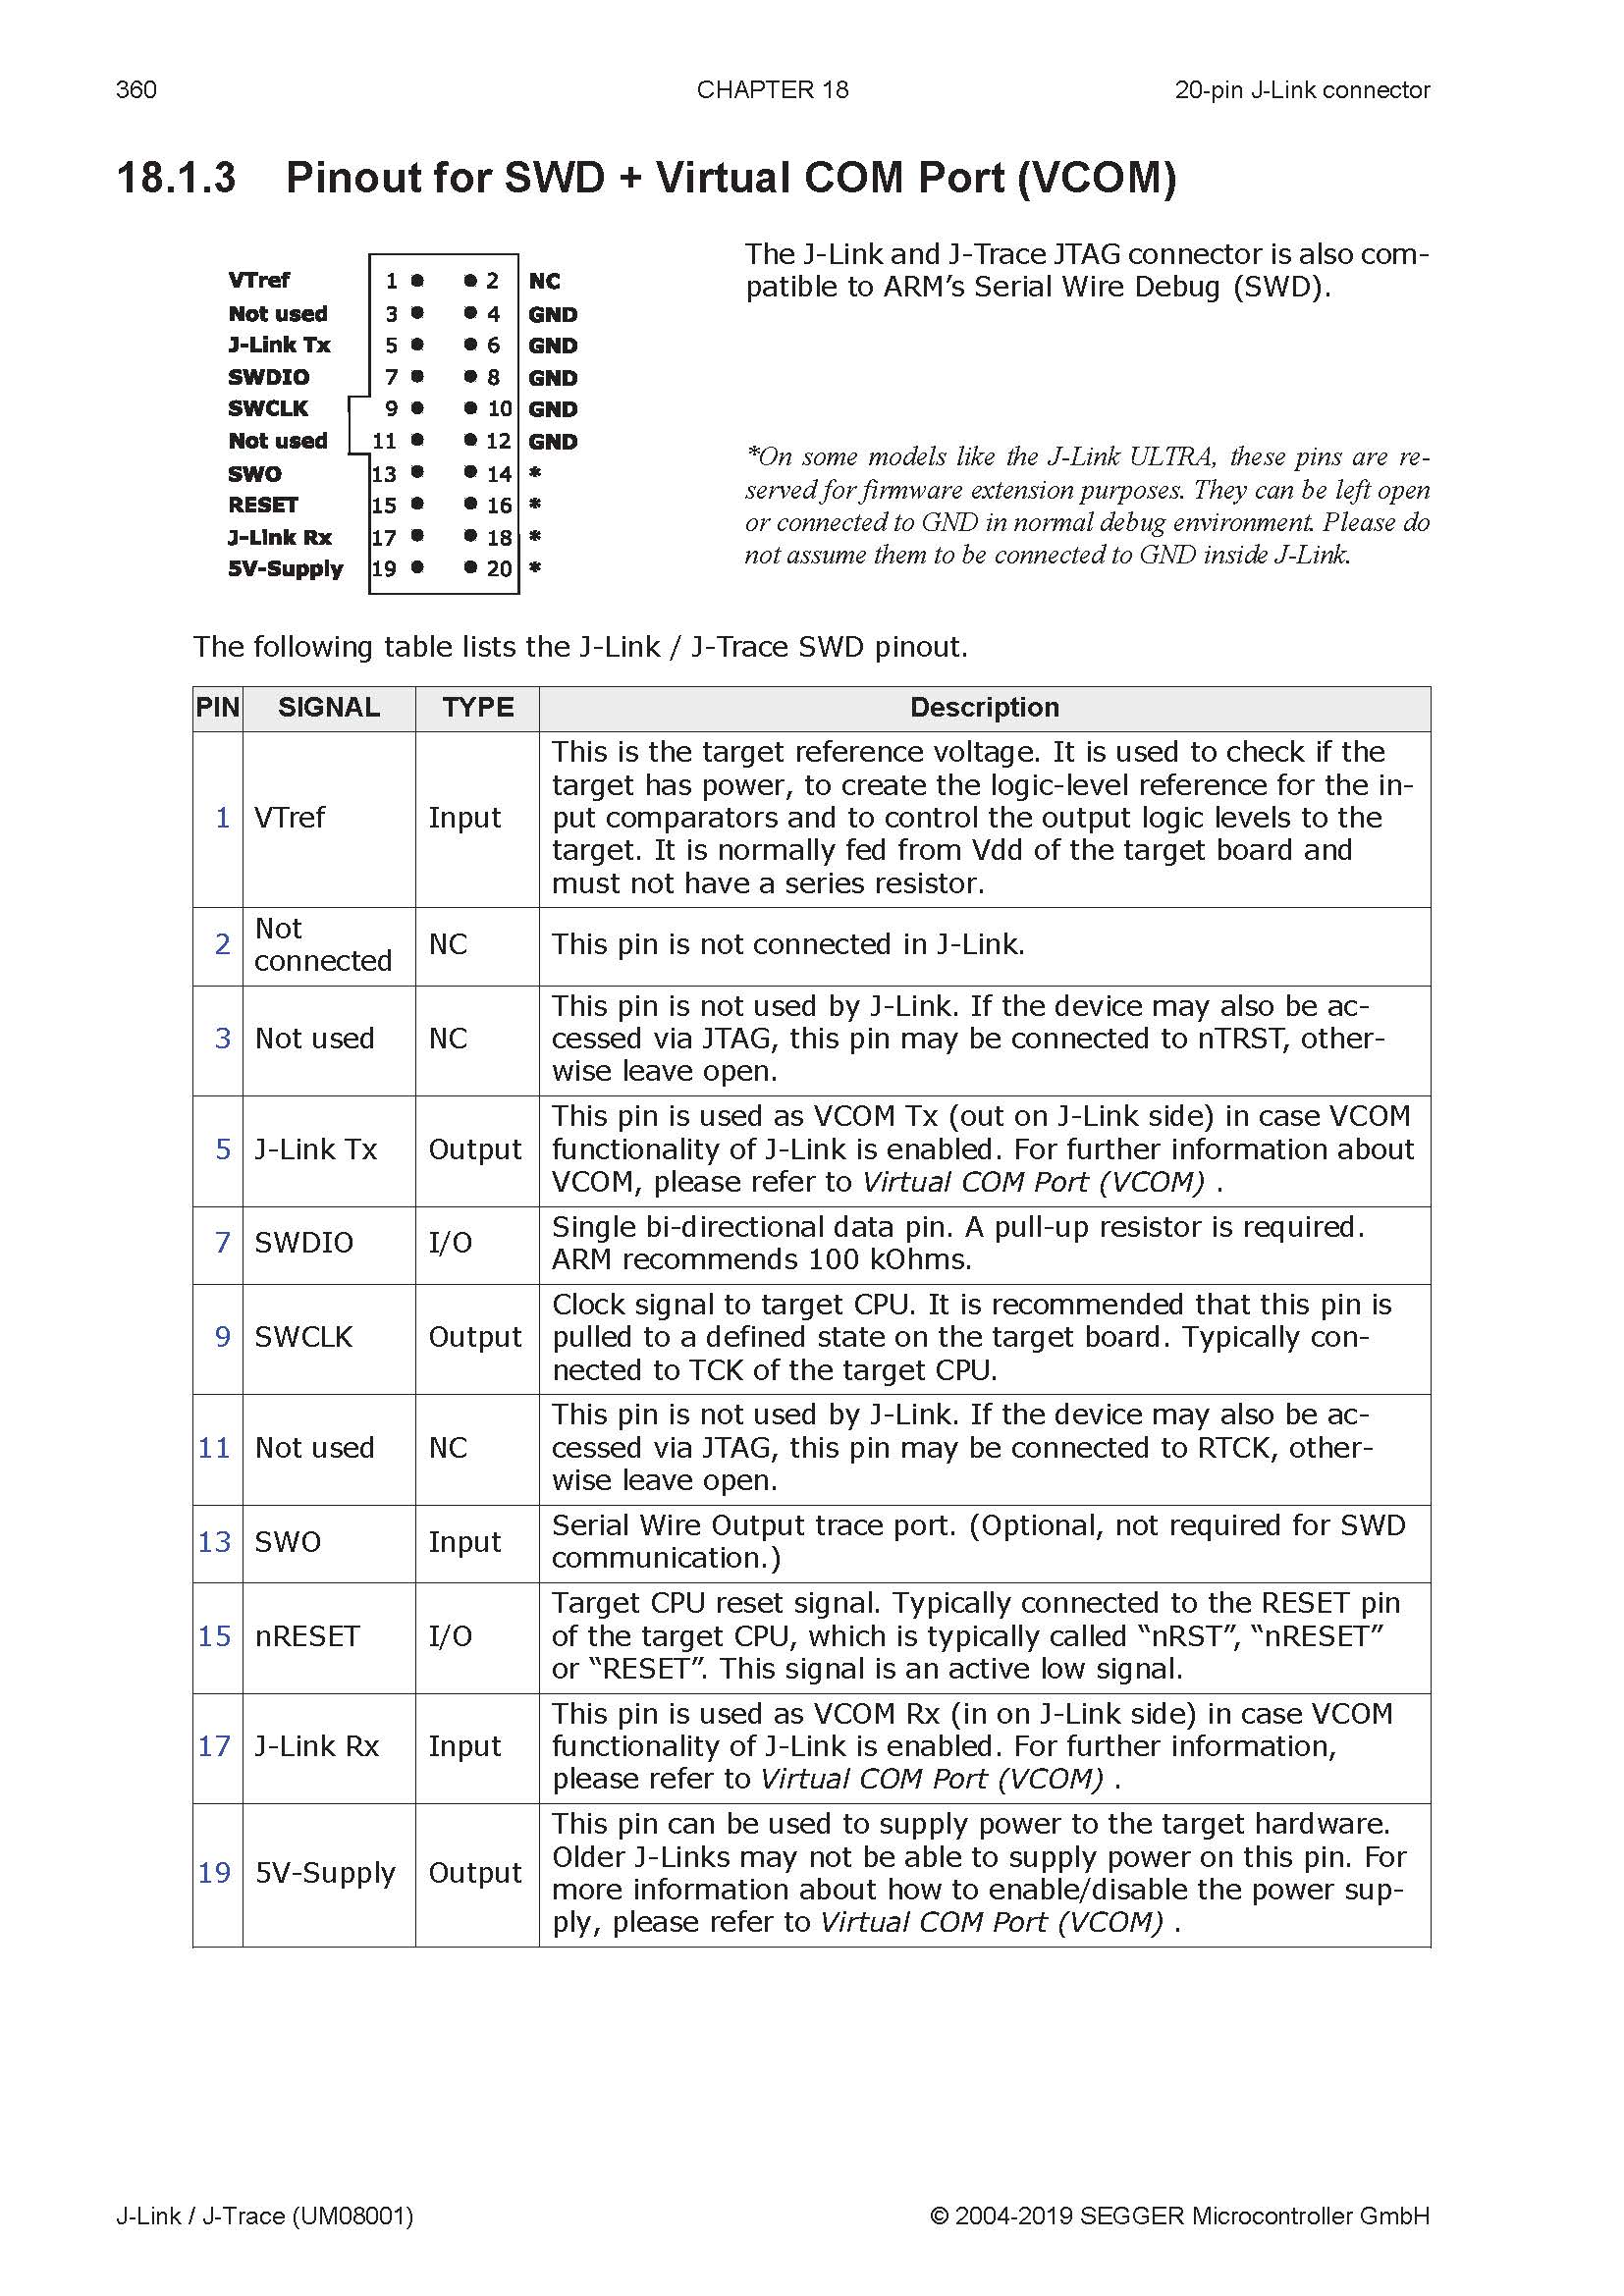 360 CHAPTER 18 20-pin J-Link connector
18.1.3 Pinout for SWD + Virtual COM Port (VCOM)
The J-Link and J-Trace JTAG connector is also com-
patible to ARM’s Serial Wire Debug (SWD).
VTref 1 2 NC
Not used 3 4 GND
J-Link Tx 5 6 GND
SWDIO 7 8 GND
SWCLK 9 10 GND
Not used 11 12 GND
SWO 13 14 *
RESET 15 16 *
J-Link Rx 17 18 *
5V-Supply 19 20 *
*On some models like the J-Link ULTRA, these pins are re-
served for firmware extension purposes. They can be left open
or connected to GND in normal debug environment. Please do
not assume them to be connected to GND inside J-Link.
The following table lists the J-Link / J-Trace SWD pinout.
PIN SIGNAL TYPE Description
1 VTref Input
This is the target reference voltage. It is used to check if the
target has power, to create the logic-level reference for the in-
put comparators and to control the output logic levels to the
target. It is normally fed from Vdd of the target board and
must not have a series resistor.
2 Not
connected NC This pin is not connected in J-Link.
3 Not used NC
This pin is not used by J-Link. If the device may also be ac-
cessed via JTAG, this pin may be connected to nTRST, other-
wise leave open.
5 J-Link Tx Output
This pin is used as VCOM Tx (out on J-Link side) in case VCOM
functionality of J-Link is enabled. For further information about
VCOM, please refer to Virtual COM Port (VCOM) .
7 SWDIO I/O
Single bi-directional data pin. A pull-up resistor is required.
ARM recommends 100 kOhms.
9 SWCLK Output
Clock signal to target CPU. It is recommended that this pin is
pulled to a defined state on the target board. Typically con-
nected to TCK of the target CPU.
11 Not used NC
This pin is not used by J-Link. If the device may also be ac-
cessed via JTAG, this pin may be connected to RTCK, other-
wise leave open.
13 SWO Input
Serial Wire Output trace port. (Optional, not required for SWD
communication.)
15 nRESET I/O
Target CPU reset signal. Typically connected to the RESET pin
of the target CPU, which is typically called “nRST”, “nRESET”
or “RESET”. This signal is an active low signal.
17 J-Link Rx Input
This pin is used as VCOM Rx (in on J-Link side) in case VCOM
functionality of J-Link is enabled. For further information,
please refer to Virtual COM Port (VCOM) .
19 5V-Supply Output
This pin can be used to supply power to the target hardware.
Older J-Links may not be able to supply power on this pin. For
more information about how to enable/disable the power sup-
ply, please refer to Virtual COM Port (VCOM) .
J-Link / J-Trace (UM08001) © 2004-2019 SEGGER Microcontroller GmbH